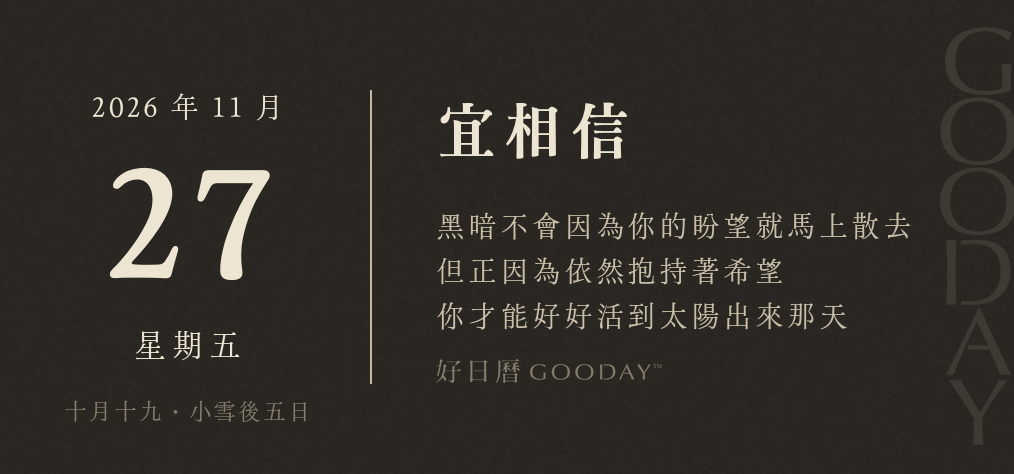 2026 年 11 月
27
星期五
十月十九・小雪後五日
宜相信
黑暗不會因為你的盼望就馬上散去
但正因為依然抱持著希望
你才能好好活到太陽出來那天
好日曆 GOODAY™
GOODAY